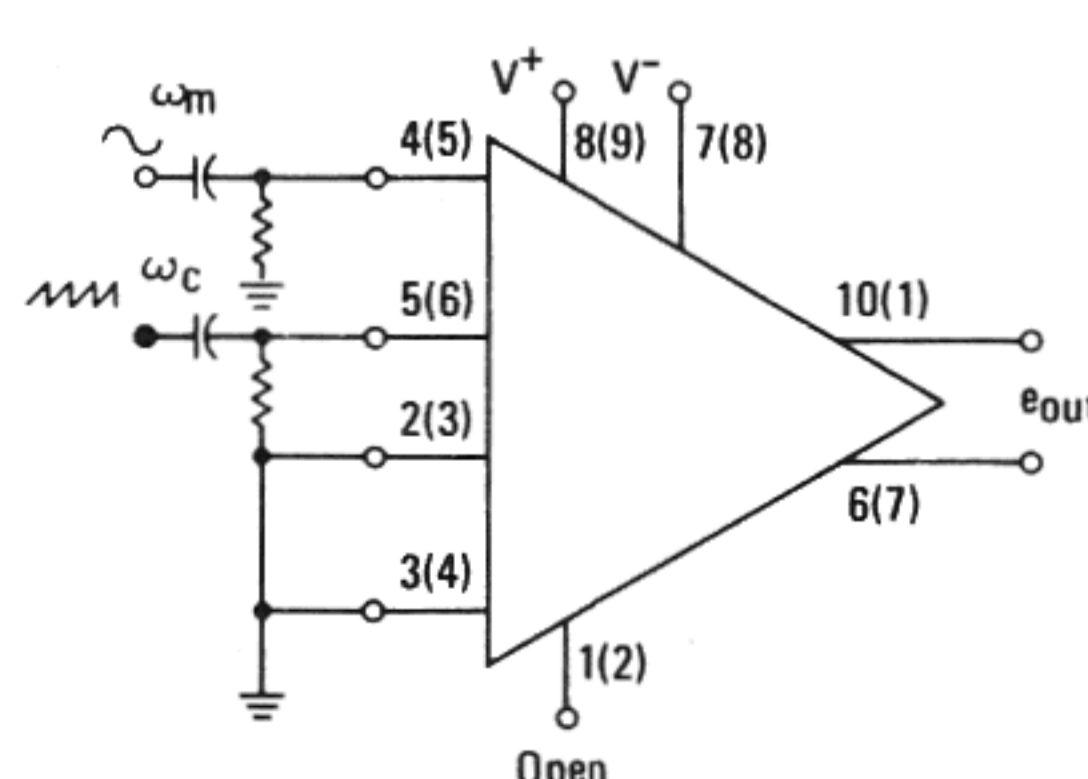 V⁺ V⁻
ωm
4(5) 8(9) 7(8)
ωc
5(6) 10(1)
2(3) eout
6(7)
3(4)
1(2)
Open